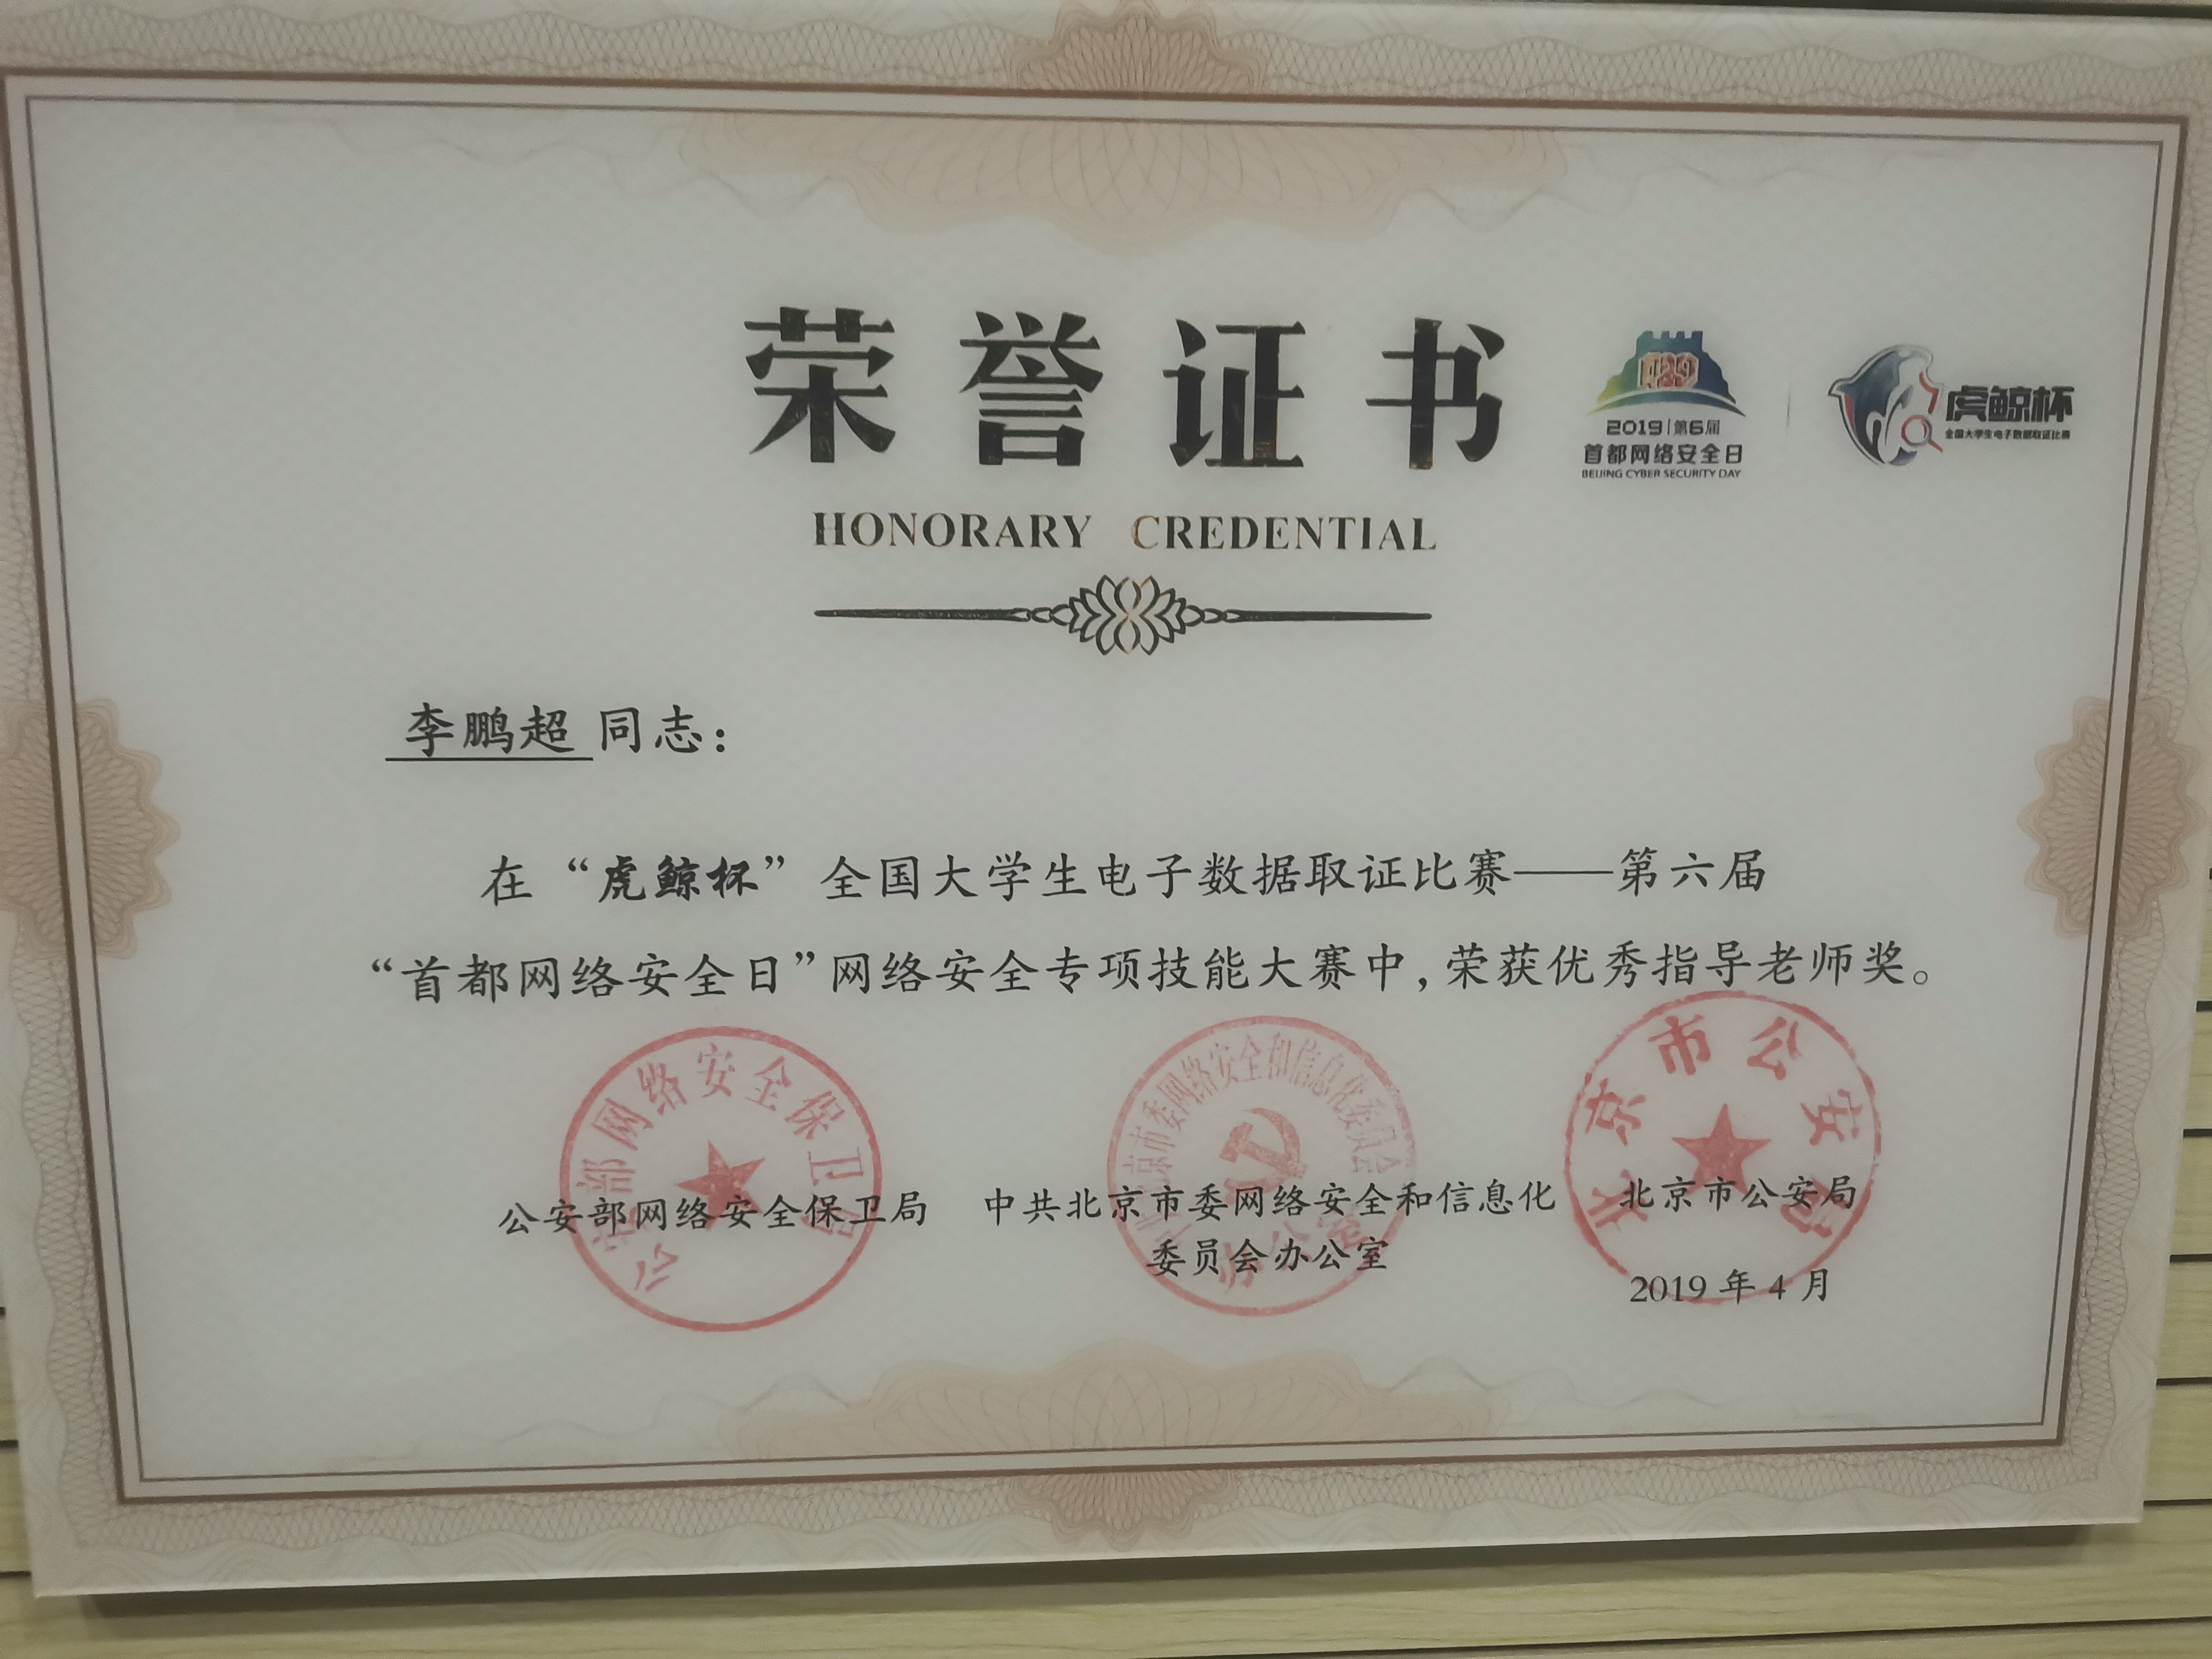 荣誉证书
HONORARY CREDENTIAL
2019|第6届
首都网络安全日
BEIJING CYBER SECURITY DAY
虎鲸杯
全国大学生电子数据取证比赛
李鹏超 同志：
在“虎鲸杯”全国大学生电子数据取证比赛——第六届
“首都网络安全日”网络安全专项技能大赛中，荣获优秀指导老师奖。
公安部网络安全保卫局
中共北京市委网络安全和信息化
委员会办公室
北京市公安局
2019 年 4 月
公安部网络安全保卫局
北京市委网络安全和信息化委员会
办公室
北京市公安局